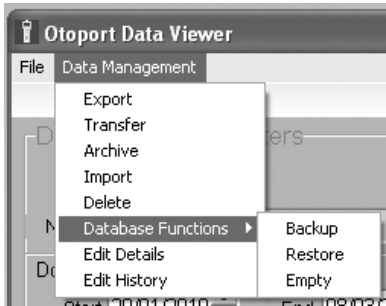 Otoport Data Viewer
File Data Management
Export
Transfer
Archive
Import
Delete
Database Functions
Backup
Edit Details
Restore
Edit History
Empty